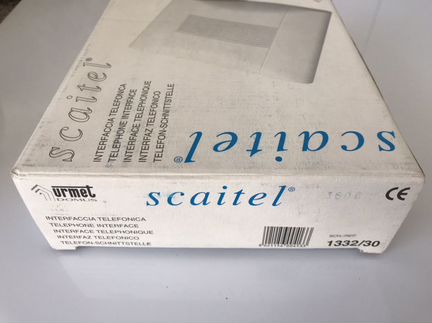 scaitel®
INTERFACCIA TELEFONICA
TELEPHONE INTERFACE
INTERFACE TELEPHONIQUE
INTERFAZ TELEFONICO
TELEFON-SCHNITTSTELLE
scaitel®
urmet
DOMUS
scaitel®
CE
INTERFACCIA TELEFONICA
TELEPHONE INTERFACE
INTERFACE TELEPHONIQUE
INTERFAZ TELEFONICO
TELEFON-SCHNITTSTELLE
1332/30